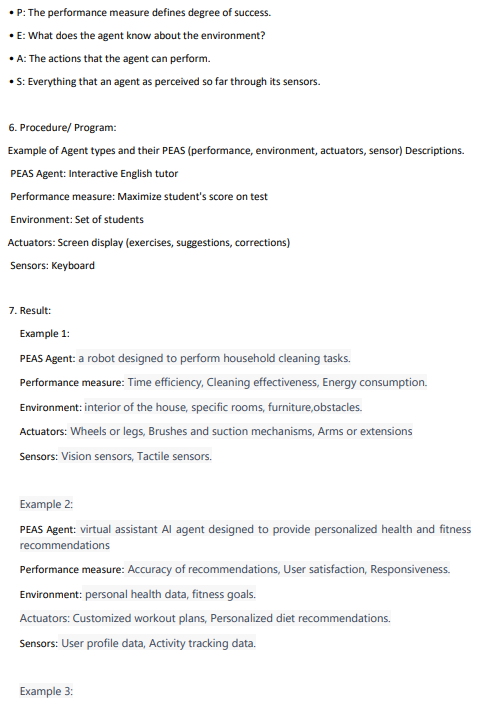 • P: The performance measure defines degree of success.
• E: What does the agent know about the environment?
• A: The actions that the agent can perform.
• S: Everything that an agent as perceived so far through its sensors.
6. Procedure/ Program:
Example of Agent types and their PEAS (performance, environment, actuators, sensor) Descriptions.
PEAS Agent: Interactive English tutor
Performance measure: Maximize student's score on test
Environment: Set of students
Actuators: Screen display (exercises, suggestions, corrections)
Sensors: Keyboard
7. Result:
Example 1:
PEAS Agent: a robot designed to perform household cleaning tasks.
Performance measure: Time efficiency, Cleaning effectiveness, Energy consumption.
Environment: interior of the house, specific rooms, furniture,obstacles.
Actuators: Wheels or legs, Brushes and suction mechanisms, Arms or extensions
Sensors: Vision sensors, Tactile sensors.
Example 2:
PEAS Agent: virtual assistant AI agent designed to provide personalized health and fitness
recommendations
Performance measure: Accuracy of recommendations, User satisfaction, Responsiveness.
Environment: personal health data, fitness goals.
Actuators: Customized workout plans, Personalized diet recommendations.
Sensors: User profile data, Activity tracking data.
Example 3: